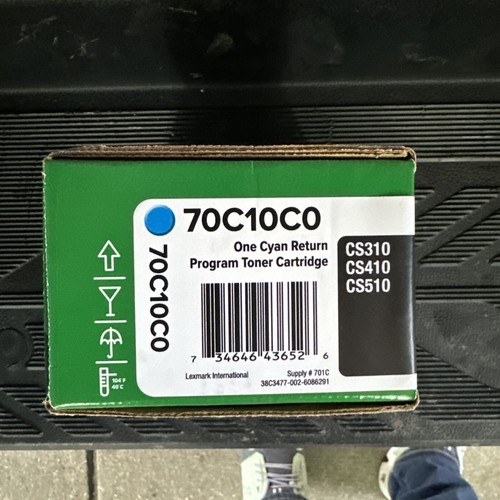 70C10C0
One Cyan Return
Program Toner Cartridge
70C10C0
CS310
CS410
CS510
104°F
40°C
7 34646 43652 6
Lexmark International
Supply # 701C
38C3477-002-6086291